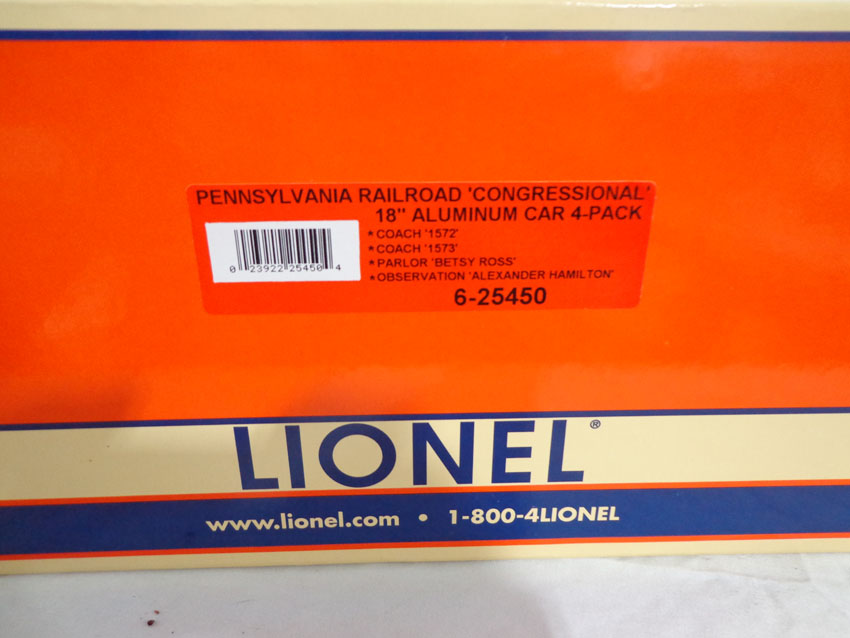 PENNSYLVANIA RAILROAD 'CONGRESSIONAL'
18" ALUMINUM CAR 4-PACK
*COACH '1572'
*COACH '1573'
*PARLOR 'BETSY ROSS'
*OBSERVATION 'ALEXANDER HAMILTON'
0 23922 25450 4
6-25450
LIONEL®
www.lionel.com • 1-800-4LIONEL